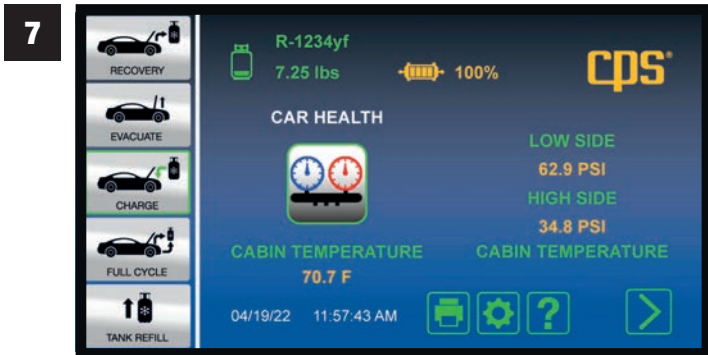 7
RECOVERY
EVACUATE
CHARGE
FULL CYCLE
TANK REFILL
R-1234yf
7.25 lbs
100%
cps®
CAR HEALTH
LOW SIDE
62.9 PSI
HIGH SIDE
34.8 PSI
CABIN TEMPERATURE
70.7 F
CABIN TEMPERATURE
04/19/22 11:57:43 AM
?